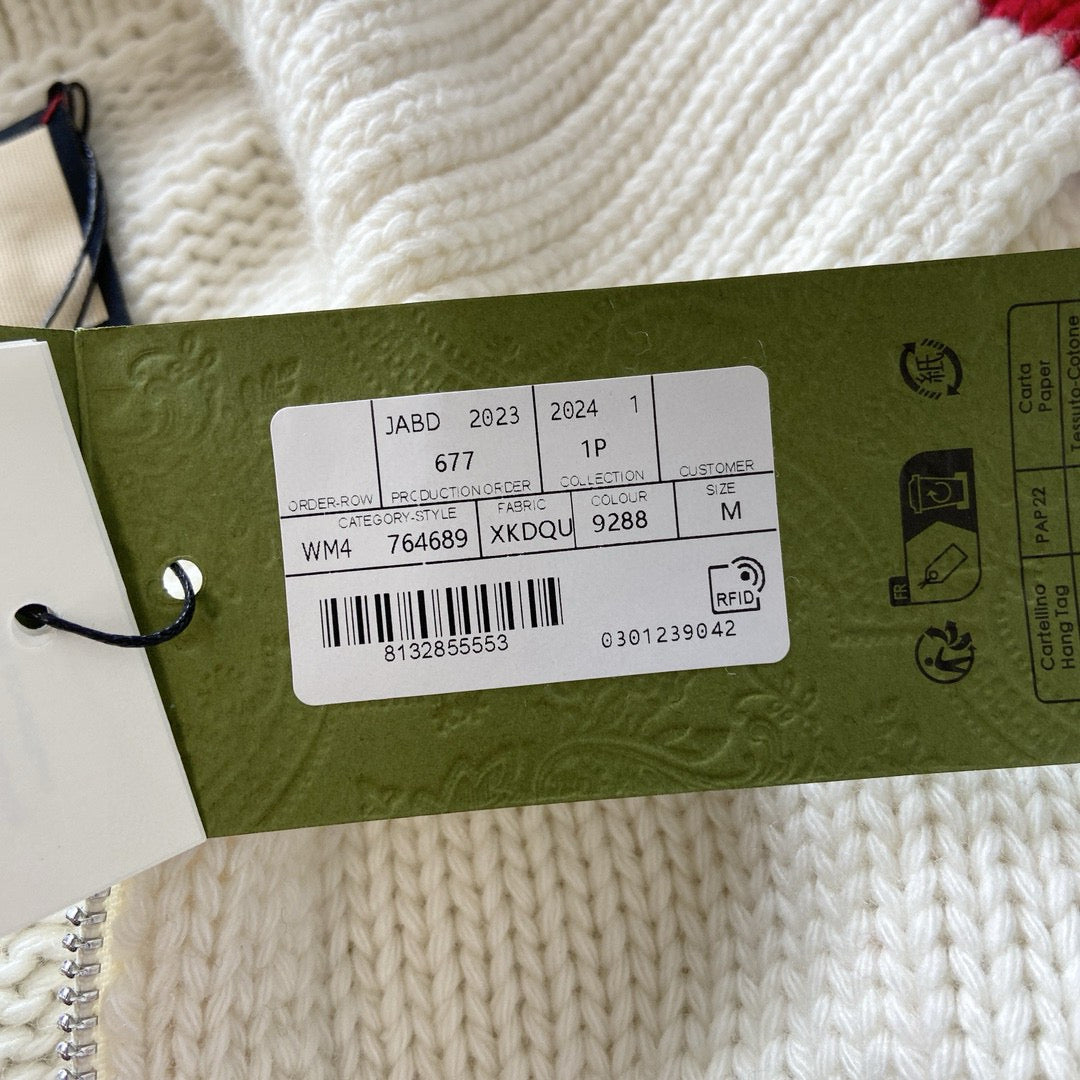 JABD 2023
677
2024 1
1P
ORDER-ROW
PRODUCTION ORDER
COLLECTION
CUSTOMER
CATEGORY-STYLE
WM4 764689
FABRIC
XKDQU
COLOUR
9288
SIZE
M
8132855553
RFID
0301239042
紙
FR
Carta
Paper
Tessuto-Cotone
PAP22
Cartellino
Hang Tag